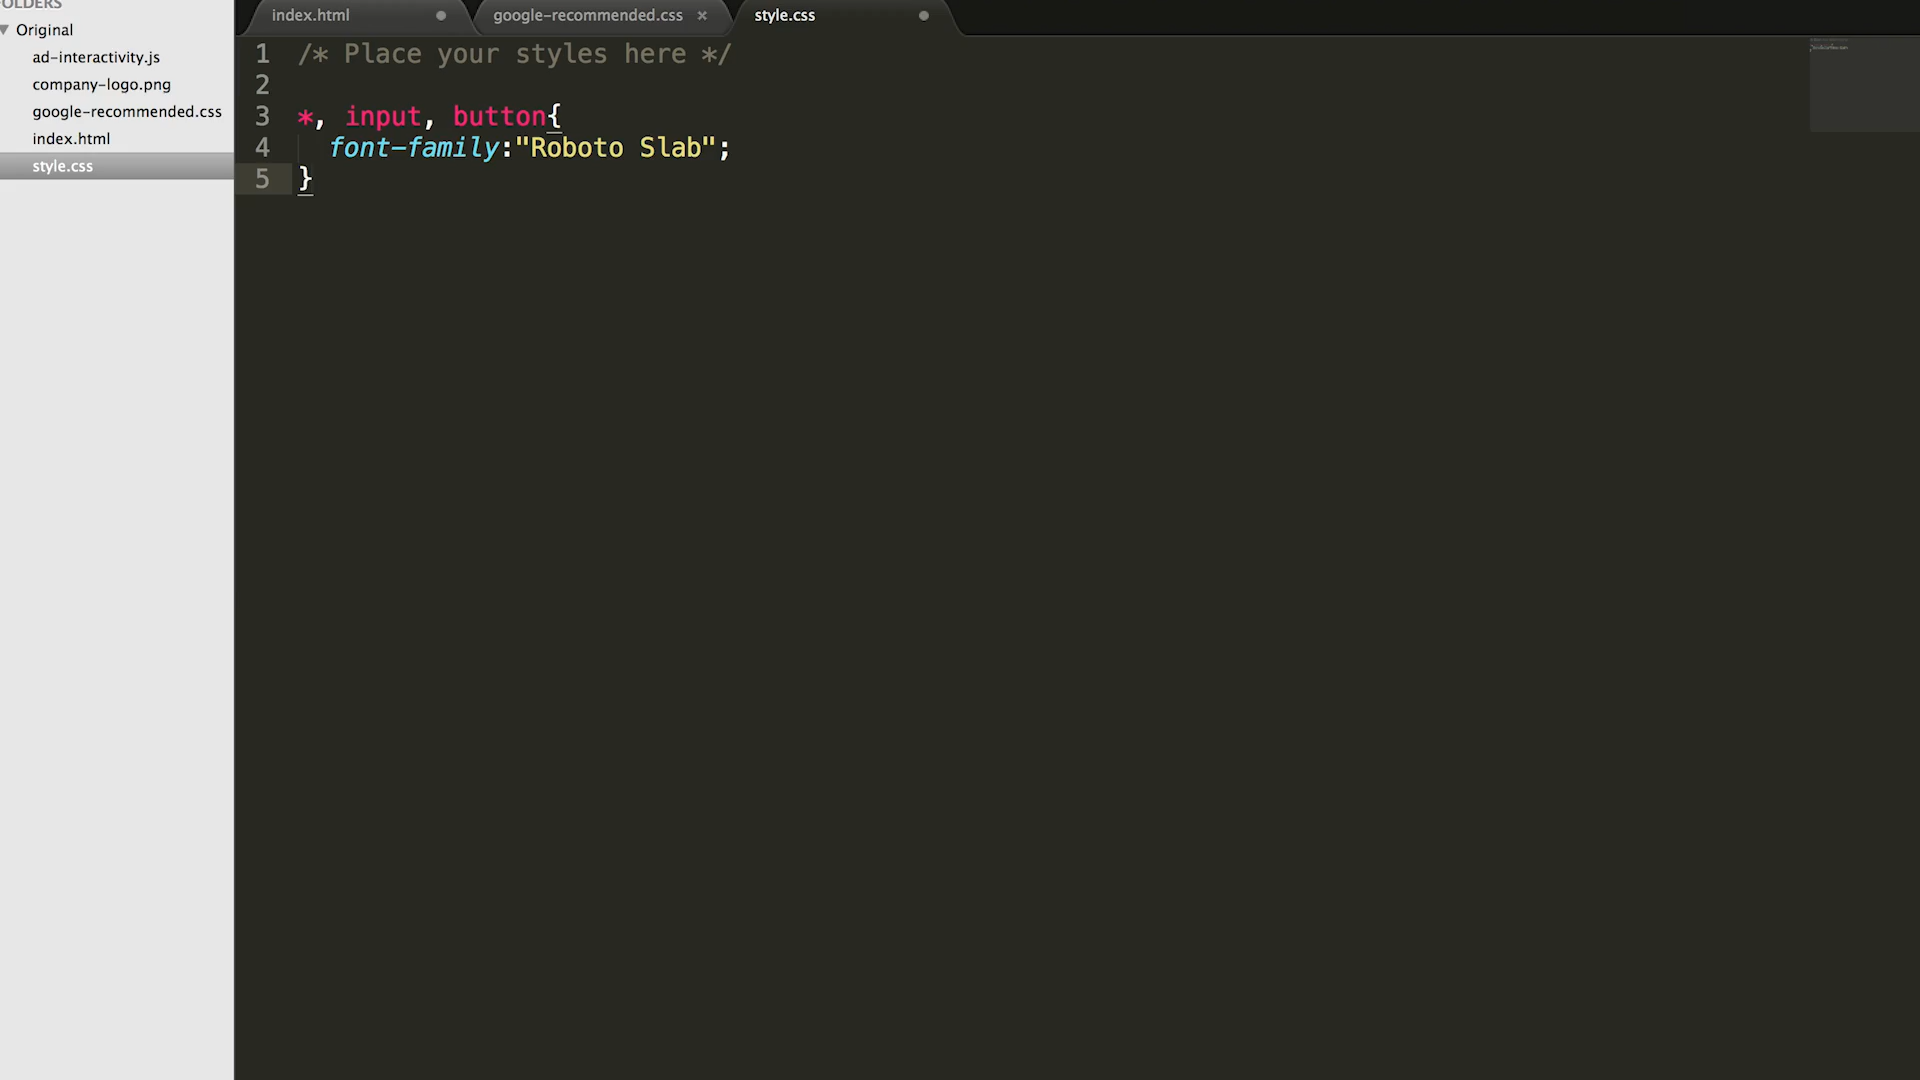 FOLDERS
Original
ad-interactivity.js
company-logo.png
google-recommended.css
index.html
style.css
index.html
google-recommended.css ×
style.css
1 /* Place your styles here */
2
3 *, input, button{
4 font-family:"Roboto Slab";
5 }